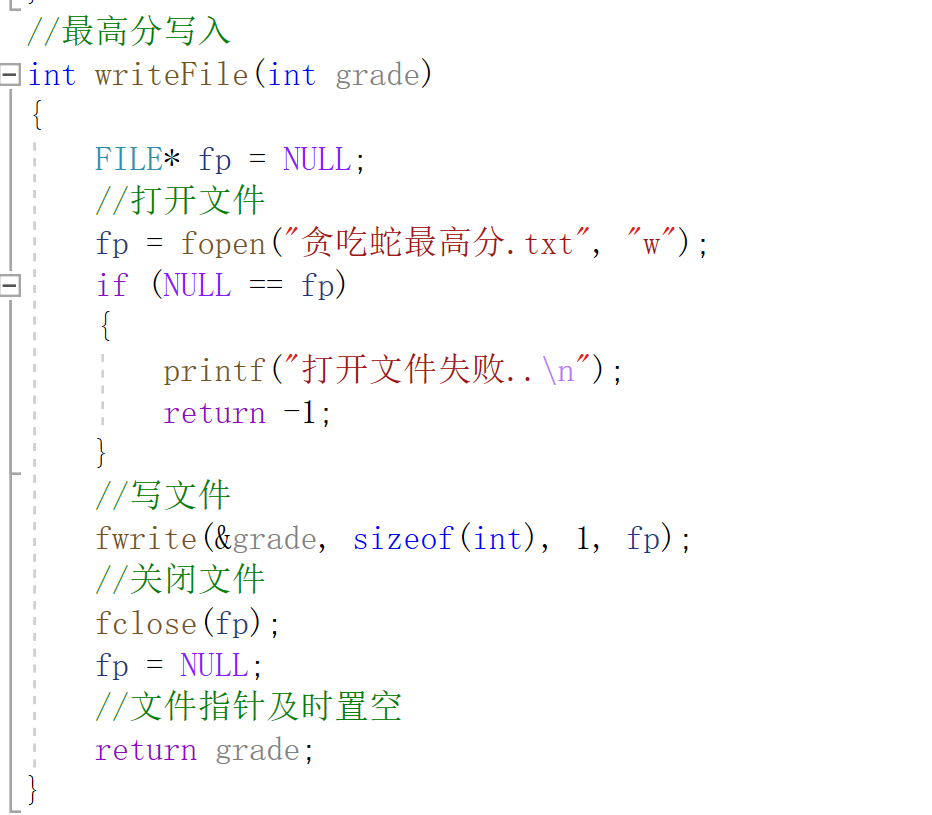 //最高分写入
int writeFile(int grade)
{
FILE* fp = NULL;
//打开文件
fp = fopen("贪吃蛇最高分.txt", "w");
if (NULL == fp)
{
printf("打开文件失败..\n");
return -1;
}
//写文件
fwrite(&grade, sizeof(int), 1, fp);
//关闭文件
fclose(fp);
fp = NULL;
//文件指针及时置空
return grade;
}